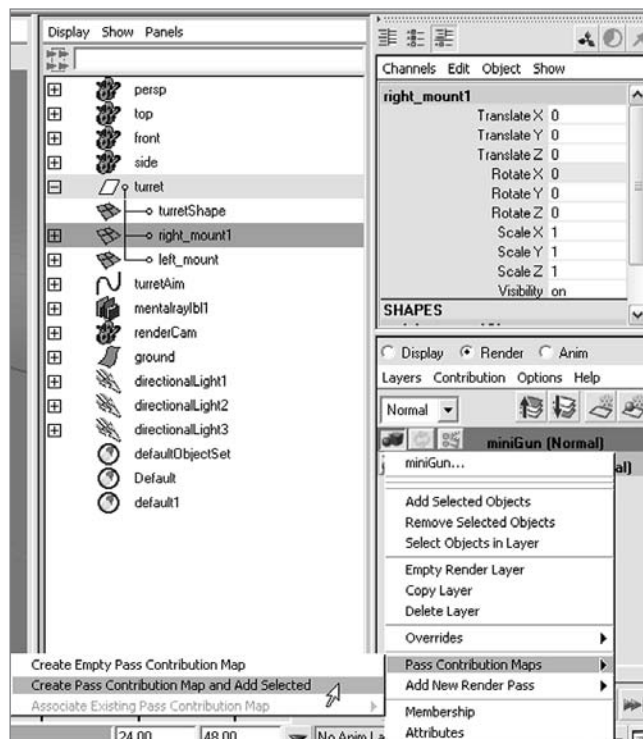 Display Show Panels
persp
top
front
side
turret
turretShape
right_mount1
left_mount
turretAim
mentalrayIbl1
renderCam
ground
directionalLight1
directionalLight2
directionalLight3
defaultObjectSet
Default
default1
Channels Edit Object Show
right_mount1
Translate X 0
Translate Y 0
Translate Z 0
Rotate X 0
Rotate Y 0
Rotate Z 0
Scale X 1
Scale Y 1
Scale Z 1
Visibility on
SHAPES
Display Render Anim
Layers Contribution Options Help
Normal
miniGun (Normal)
al)
miniGun...
Add Selected Objects
Remove Selected Objects
Select Objects in Layer
Empty Render Layer
Copy Layer
Delete Layer
Overrides
Pass Contribution Maps
Add New Render Pass
Membership
Attributes
Create Empty Pass Contribution Map
Create Pass Contribution Map and Add Selected
Associate Existing Pass Contribution Map
24.00 48.00 No Anim La